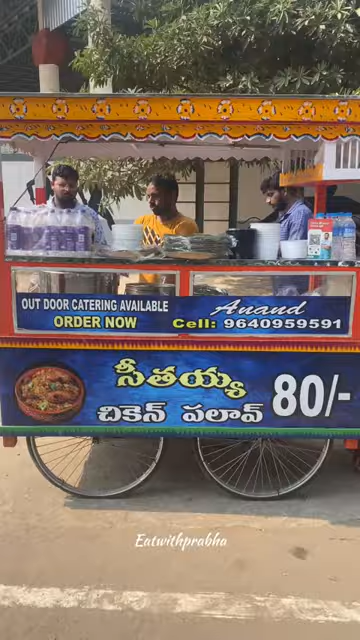 OUT DOOR CATERING AVAILABLE
ORDER NOW
Anand
Cell: 9640959591
సీతయ్య
చికెన్ పలావ్
80/-
Eatwithprabha